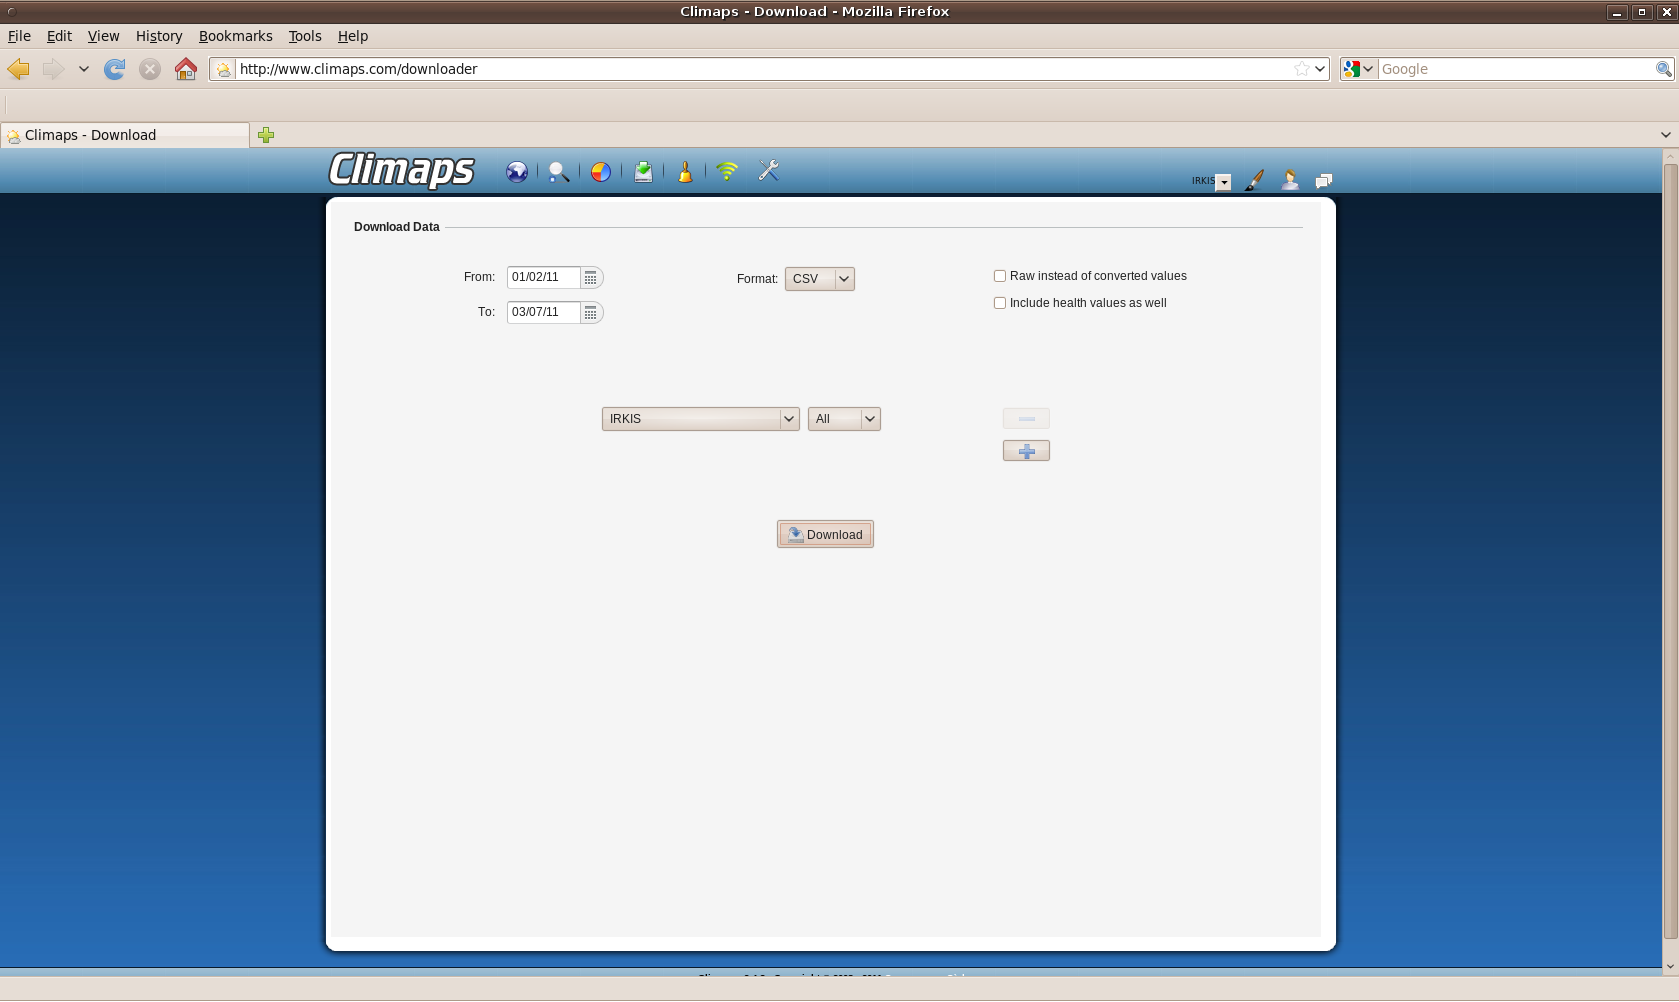 Climaps - Download - Mozilla Firefox
File Edit View History Bookmarks Tools Help
http://www.climaps.com/downloader
Google
Climaps - Download
Climaps
IRKIS
Download Data
From: 01/02/11
Format: CSV
Raw instead of converted values
To: 03/07/11
Include health values as well
IRKIS All
Download